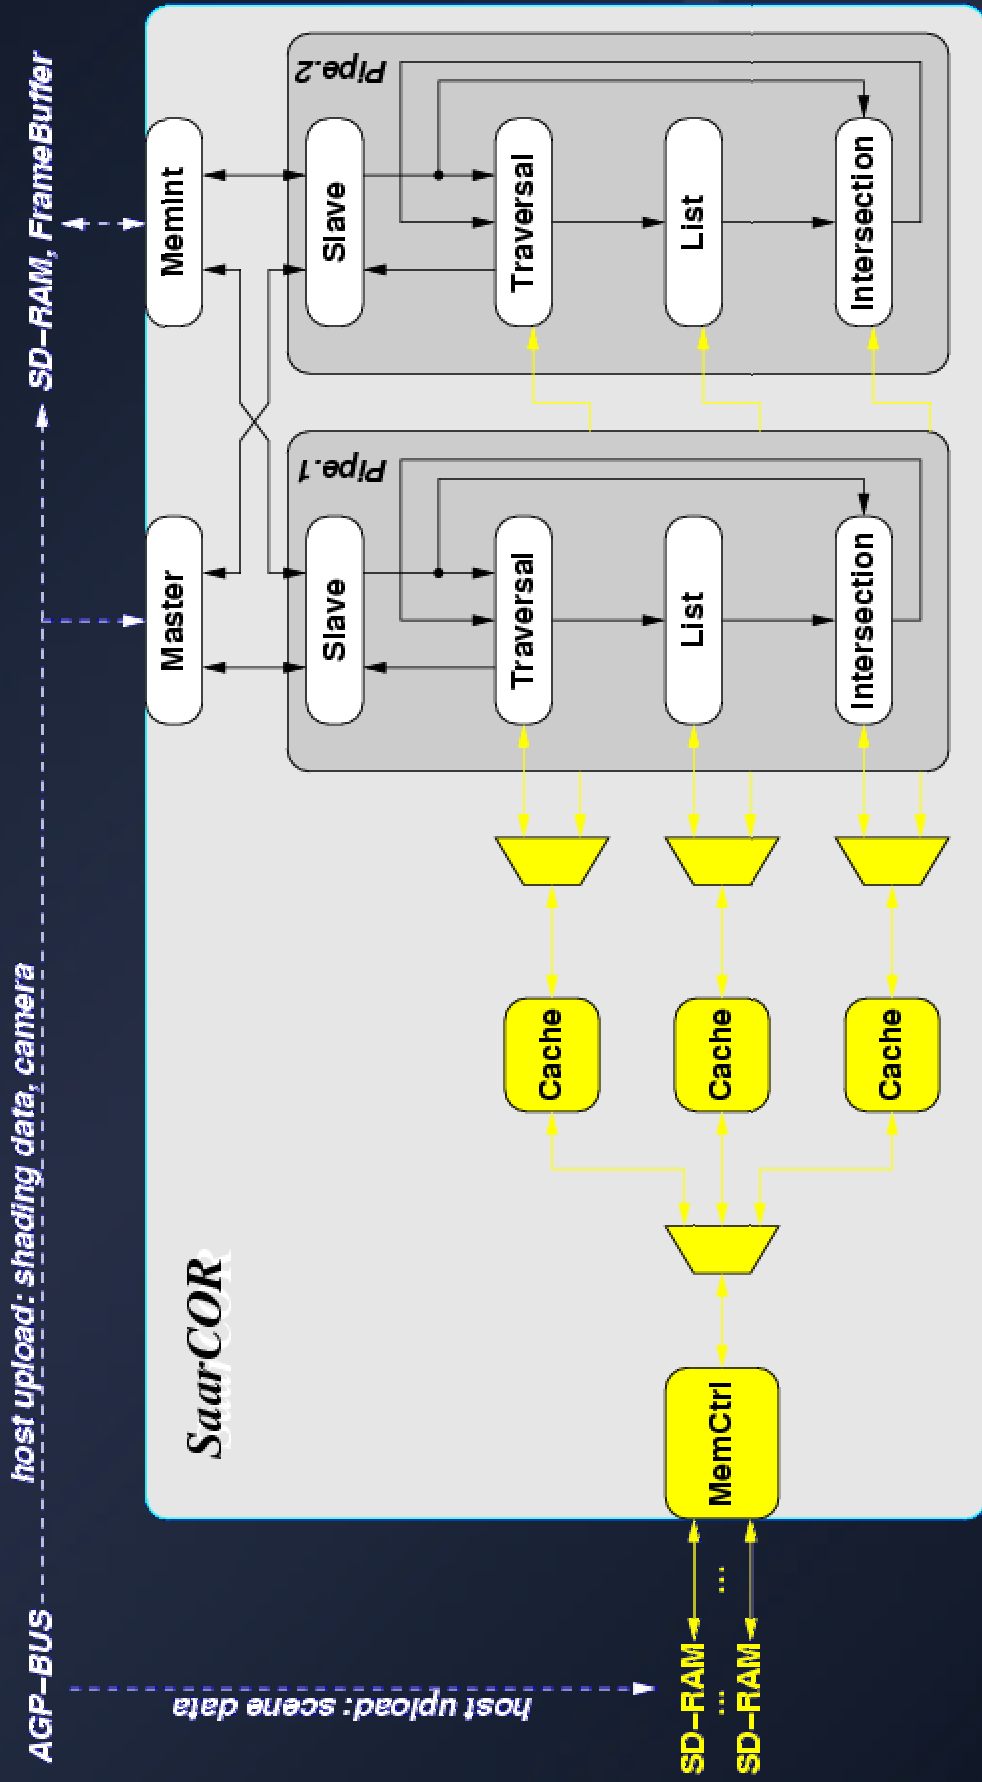 AGP-BUS
host upload: shading data, camera
SD-RAM, FrameBuffer
host upload: scene data
SaarCOR
Master
MemInt
Pipe.1
Slave
Traversal
List
Intersection
Pipe.2
Slave
Traversal
List
Intersection
Cache
Cache
Cache
MemCtrl
SD-RAM
... ...
SD-RAM